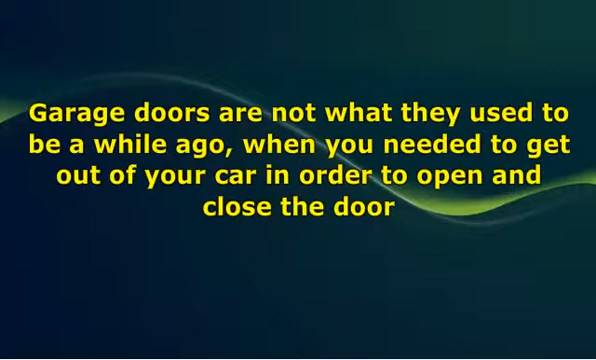 Garage doors are not what they used to
be a while ago, when you needed to get
out of your car in order to open and
close the door